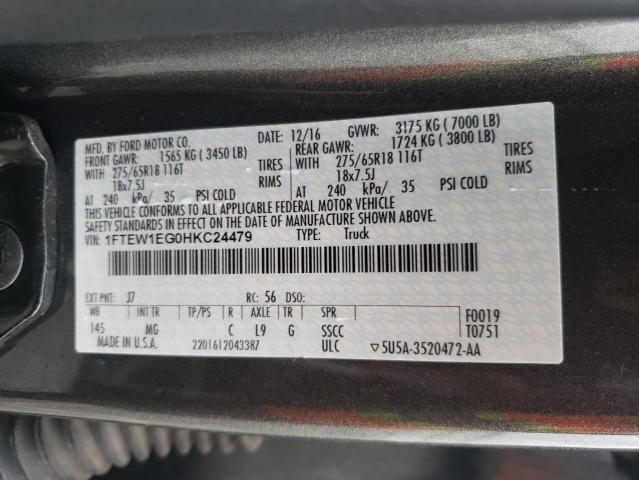 MFD. BY FORD MOTOR CO. DATE: 12/16 GVWR: 3175 KG ( 7000 LB)
FRONT GAWR: 1565 KG ( 3450 LB) REAR GAWR: 1724 KG ( 3800 LB)
WITH 275/65R18 116T TIRES WITH 275/65R18 116T TIRES
18x7.5J RIMS 18x7.5J RIMS
AT 240 kPa/ 35 PSI COLD AT 240 kPa/ 35 PSI COLD
THIS VEHICLE CONFORMS TO ALL APPLICABLE FEDERAL MOTOR VEHICLE
SAFETY STANDARDS IN EFFECT ON THE DATE OF MANUFACTURE SHOWN ABOVE.
VIN: 1FTEW1EG0HKC24479 TYPE: Truck
EXT PNT: J7 RC: 56 DSO: F0019
WB INT TR TP/PS R AXLE TR SPR T0751
145 MG C L9 G SSCC
2201612043387 ULC ▽5U5A-3520472-AA